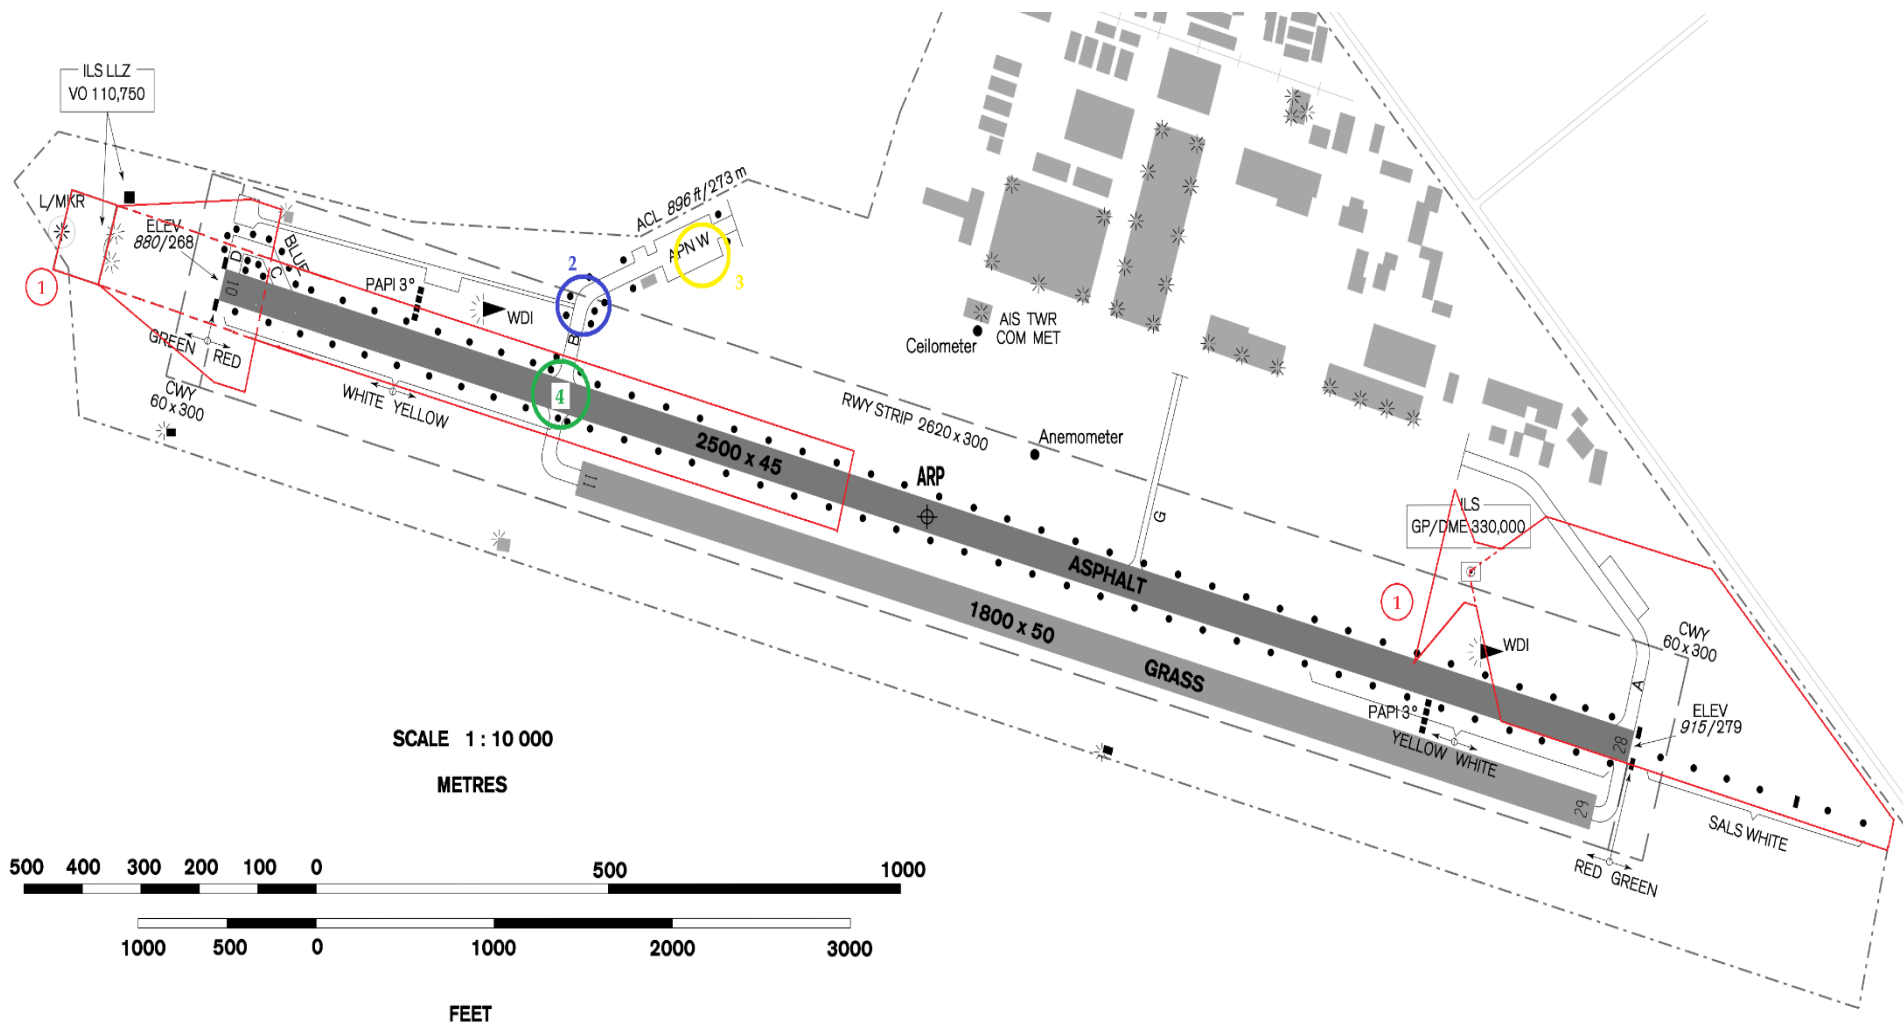 ILS LLZ
VO 110,750
L/MKR
ELEV
880/268
BLUE
D
C
1
10
GREEN
RED
CWY
60 x 300
PAPI 3°
WDI
WHITE YELLOW
2
B
ACL 896 ft/273 m
APN W
3
4
11
2500 x 45
RWY STRIP 2620 x 300
ARP
Ceilometer
AIS TWR
COM MET
Anemometer
G
ASPHALT
1800 x 50
GRASS
ILS
GP/DME 330,000
1
WDI
CWY
60 x 300
A
ELEV
915/279
PAPI 3°
YELLOW WHITE
28
29
SALS WHITE
RED GREEN
SCALE 1 : 10 000
METRES
500 400 300 200 100 0 500 1000
1000 500 0 1000 2000 3000
FEET